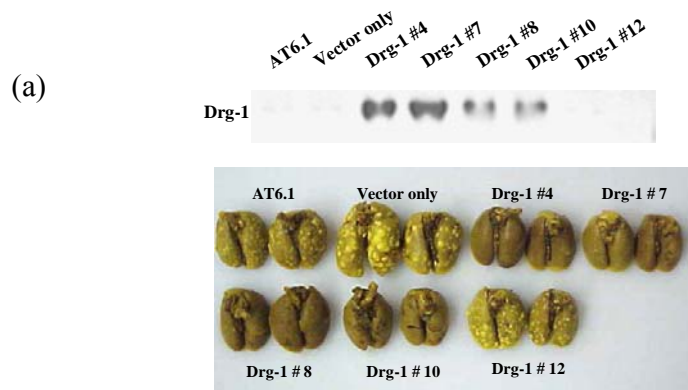 AT6.1 Vector only Drg-1 #4 Drg-1 #7 Drg-1 #8 Drg-1 #10 Drg-1 #12
(a)
Drg-1
AT6.1 Vector only Drg-1 #4 Drg-1 # 7
Drg-1 # 8 Drg-1 # 10 Drg-1 # 12